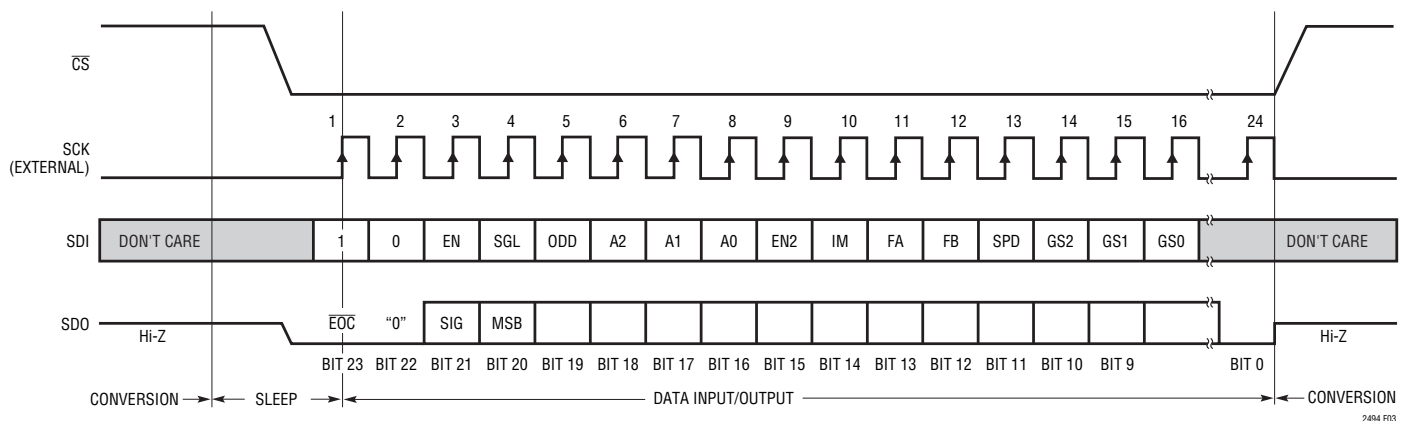 CS
1 2 3 4 5 6 7 8 9 10 11 12 13 14 15 16 24
SCK
(EXTERNAL)
SDI DON'T CARE 1 0 EN SGL ODD A2 A1 A0 EN2 IM FA FB SPD GS2 GS1 GS0 DON'T CARE
SDO Hi-Z EOC "0" SIG MSB Hi-Z
BIT 23 BIT 22 BIT 21 BIT 20 BIT 19 BIT 18 BIT 17 BIT 16 BIT 15 BIT 14 BIT 13 BIT 12 BIT 11 BIT 10 BIT 9 BIT 0
CONVERSION SLEEP DATA INPUT/OUTPUT CONVERSION
2494 F03